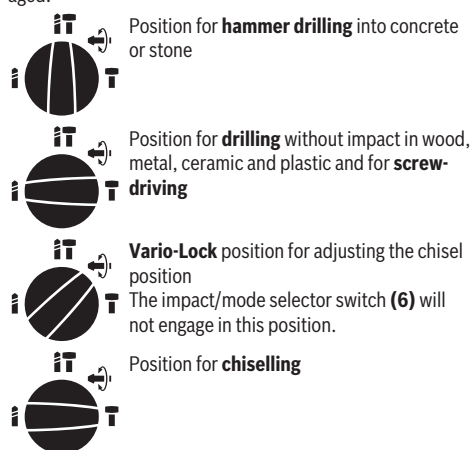 aged.
Position for hammer drilling into concrete
or stone
Position for drilling without impact in wood,
metal, ceramic and plastic and for screw-
driving
Vario-Lock position for adjusting the chisel
position
The impact/mode selector switch (6) will
not engage in this position.
Position for chiselling